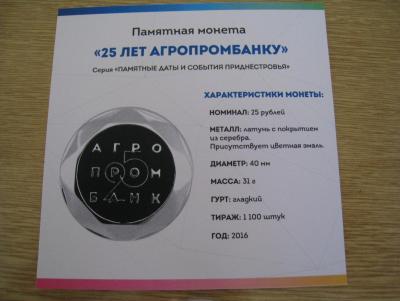 Памятная монета
«25 ЛЕТ АГРОПРОМБАНКУ»
Серия «ПАМЯТНЫЕ ДАТЫ И СОБЫТИЯ ПРИДНЕСТРОВЬЯ»
ХАРАКТЕРИСТИКИ МОНЕТЫ:
НОМИНАЛ: 25 рублей
МЕТАЛЛ: латунь с покрытием
из серебра.
Присутствует цветная эмаль.
ДИАМЕТР: 40 мм
МАССА: 31 г
ГУРТ: гладкий
ТИРАЖ: 1 100 штук
ГОД: 2016
АГРО
25
ПРОМ
БАНК